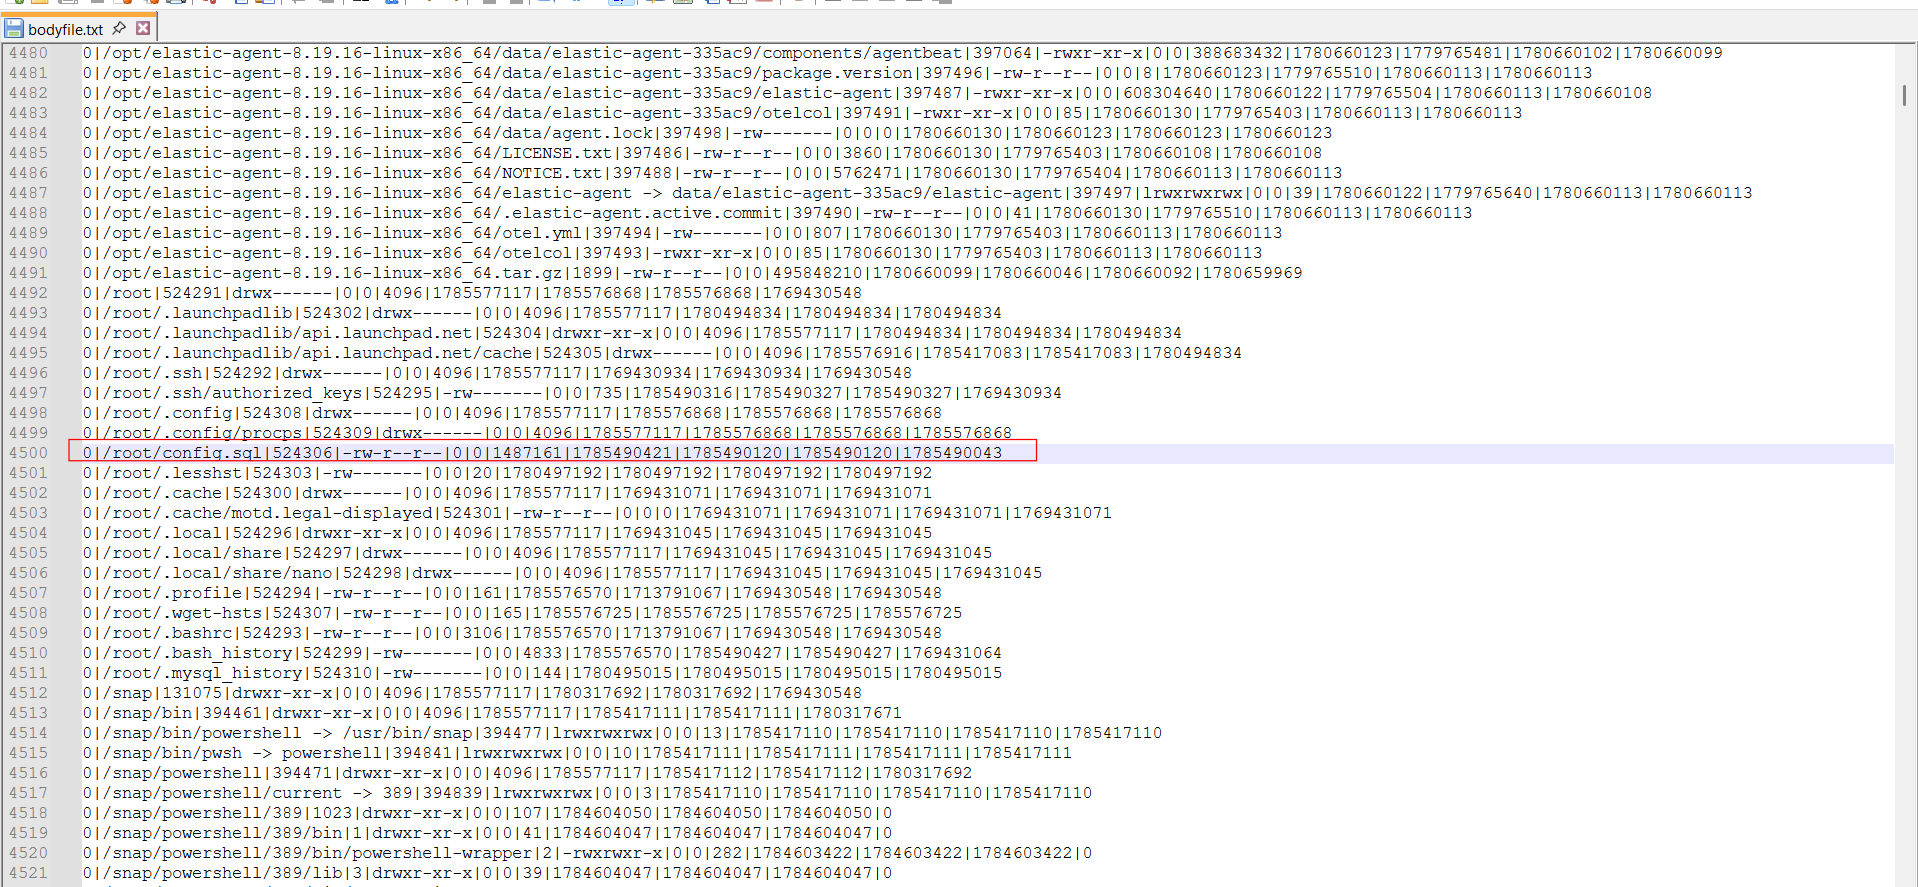 bodyfile.txt
4480 0|/opt/elastic-agent-8.19.16-linux-x86_64/data/elastic-agent-335ac9/components/agentbeat|397064|-rwxr-xr-x|0|0|388683432|1780660123|1779765481|1780660102|1780660099
4481 0|/opt/elastic-agent-8.19.16-linux-x86_64/data/elastic-agent-335ac9/package.version|397496|-rw-r--r--|0|0|8|1780660123|1779765510|1780660113|1780660113
4482 0|/opt/elastic-agent-8.19.16-linux-x86_64/data/elastic-agent-335ac9/elastic-agent|397487|-rwxr-xr-x|0|0|608304640|1780660122|1779765504|1780660113|1780660108
4483 0|/opt/elastic-agent-8.19.16-linux-x86_64/data/elastic-agent-335ac9/otelcol|397491|-rwxr-xr-x|0|0|85|1780660130|1779765403|1780660113|1780660113
4484 0|/opt/elastic-agent-8.19.16-linux-x86_64/data/agent.lock|397498|-rw-------|0|0|0|1780660130|1780660123|1780660123|1780660123
4485 0|/opt/elastic-agent-8.19.16-linux-x86_64/LICENSE.txt|397486|-rw-r--r--|0|0|3860|1780660130|1779765403|1780660108|1780660108
4486 0|/opt/elastic-agent-8.19.16-linux-x86_64/NOTICE.txt|397488|-rw-r--r--|0|0|5762471|1780660130|1779765404|1780660113|1780660113
4487 0|/opt/elastic-agent-8.19.16-linux-x86_64/elastic-agent -> data/elastic-agent-335ac9/elastic-agent|397497|lrwxrwxrwx|0|0|39|1780660122|1779765640|1780660113|1780660113
4488 0|/opt/elastic-agent-8.19.16-linux-x86_64/.elastic-agent.active.commit|397490|-rw-r--r--|0|0|41|1780660130|1779765510|1780660113|1780660113
4489 0|/opt/elastic-agent-8.19.16-linux-x86_64/otel.yml|397494|-rw-------|0|0|807|1780660130|1779765403|1780660113|1780660113
4490 0|/opt/elastic-agent-8.19.16-linux-x86_64/otelcol|397493|-rwxr-xr-x|0|0|85|1780660130|1779765403|1780660113|1780660113
4491 0|/opt/elastic-agent-8.19.16-linux-x86_64.tar.gz|1899|-rw-r--r--|0|0|495848210|1780660099|1780660046|1780660092|1780659969
4492 0|/root|524291|drwx------|0|0|4096|1785577117|1785576868|1785576868|1769430548
4493 0|/root/.launchpadlib|524302|drwx------|0|0|4096|1785577117|1780494834|1780494834|1780494834
4494 0|/root/.launchpadlib/api.launchpad.net|524304|drwxr-xr-x|0|0|4096|1785577117|1780494834|1780494834|1780494834
4495 0|/root/.launchpadlib/api.launchpad.net/cache|524305|drwx------|0|0|4096|1785576916|1785417083|1785417083|1780494834
4496 0|/root/.ssh|524292|drwx------|0|0|4096|1785577117|1769430934|1769430934|1769430548
4497 0|/root/.ssh/authorized_keys|524295|-rw-------|0|0|735|1785490316|1785490327|1785490327|1769430934
4498 0|/root/.config|524308|drwx------|0|0|4096|1785577117|1785576868|1785576868|1785576868
4499 0|/root/.config/procps|524309|drwx------|0|0|4096|1785577117|1785576868|1785576868|1785576868
4500 0|/root/config.sql|524306|-rw-r--r--|0|0|1487161|1785490421|1785490120|1785490120|1785490043
4501 0|/root/.lesshst|524303|-rw-------|0|0|20|1780497192|1780497192|1780497192|1780497192
4502 0|/root/.cache|524300|drwx------|0|0|4096|1785577117|1769431071|1769431071|1769431071
4503 0|/root/.cache/motd.legal-displayed|524301|-rw-r--r--|0|0|0|1769431071|1769431071|1769431071|1769431071
4504 0|/root/.local|524296|drwxr-xr-x|0|0|4096|1785577117|1769431045|1769431045|1769431045
4505 0|/root/.local/share|524297|drwx------|0|0|4096|1785577117|1769431045|1769431045|1769431045
4506 0|/root/.local/share/nano|524298|drwx------|0|0|4096|1785577117|1769431045|1769431045|1769431045
4507 0|/root/.profile|524294|-rw-r--r--|0|0|161|1785576570|1713791067|1769430548|1769430548
4508 0|/root/.wget-hsts|524307|-rw-r--r--|0|0|165|1785576725|1785576725|1785576725|1785576725
4509 0|/root/.bashrc|524293|-rw-r--r--|0|0|3106|1785576570|1713791067|1769430548|1769430548
4510 0|/root/.bash_history|524299|-rw-------|0|0|4833|1785576570|1785490427|1785490427|1769431064
4511 0|/root/.mysql_history|524310|-rw-------|0|0|144|1780495015|1780495015|1780495015|1780495015
4512 0|/snap|131075|drwxr-xr-x|0|0|4096|1785577117|1780317692|1780317692|1769430548
4513 0|/snap/bin|394461|drwxr-xr-x|0|0|4096|1785577117|1785417111|1785417111|1780317671
4514 0|/snap/bin/powershell -> /usr/bin/snap|394477|lrwxrwxrwx|0|0|13|1785417110|1785417110|1785417110|1785417110
4515 0|/snap/bin/pwsh -> powershell|394841|lrwxrwxrwx|0|0|10|1785417111|1785417111|1785417111|1785417111
4516 0|/snap/powershell|394471|drwxr-xr-x|0|0|4096|1785577117|1785417112|1785417112|1780317692
4517 0|/snap/powershell/current -> 389|394839|lrwxrwxrwx|0|0|3|1785417110|1785417110|1785417110|1785417110
4518 0|/snap/powershell/389|1023|drwxr-xr-x|0|0|107|1784604050|1784604050|1784604050|0
4519 0|/snap/powershell/389/bin|1|drwxr-xr-x|0|0|41|1784604047|1784604047|1784604047|0
4520 0|/snap/powershell/389/bin/powershell-wrapper|2|-rwxrwxr-x|0|0|282|1784603422|1784603422|1784603422|0
4521 0|/snap/powershell/389/lib|3|drwxr-xr-x|0|0|39|1784604047|1784604047|1784604047|0